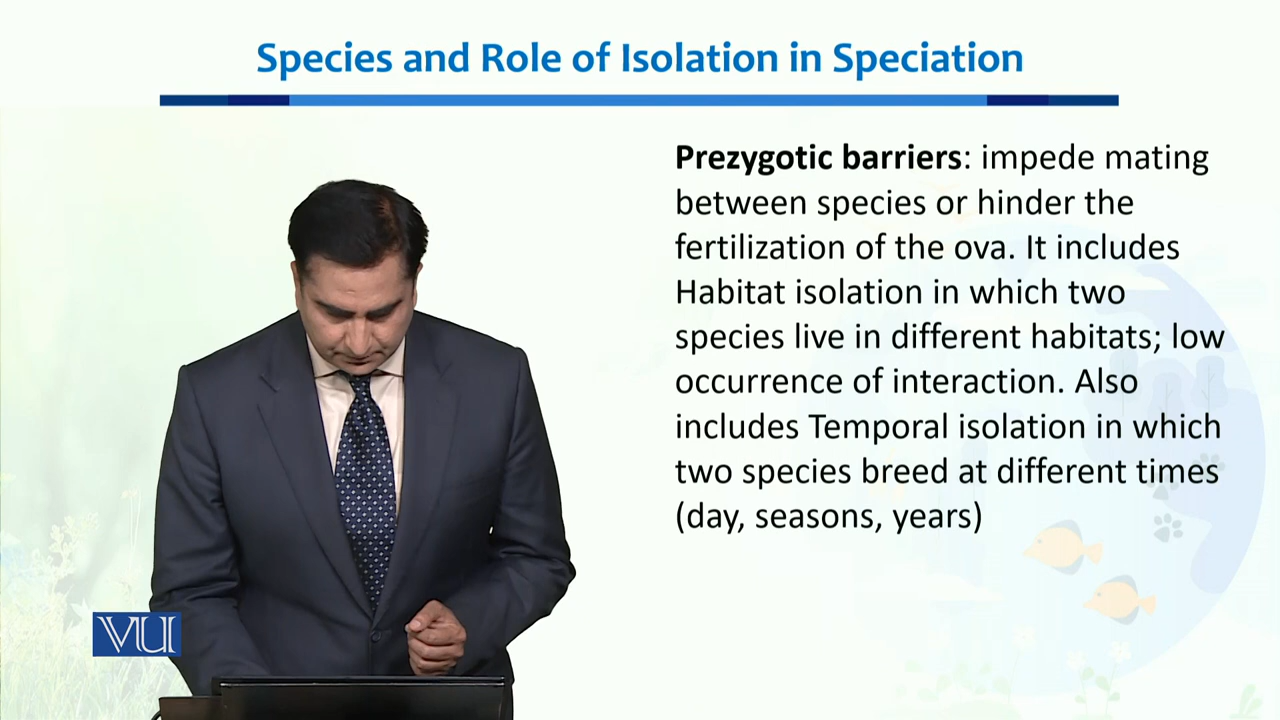 Species and Role of Isolation in Speciation
Prezygotic barriers: impede mating
between species or hinder the
fertilization of the ova. It includes
Habitat isolation in which two
species live in different habitats; low
occurrence of interaction. Also
includes Temporal isolation in which
two species breed at different times
(day, seasons, years)
VU